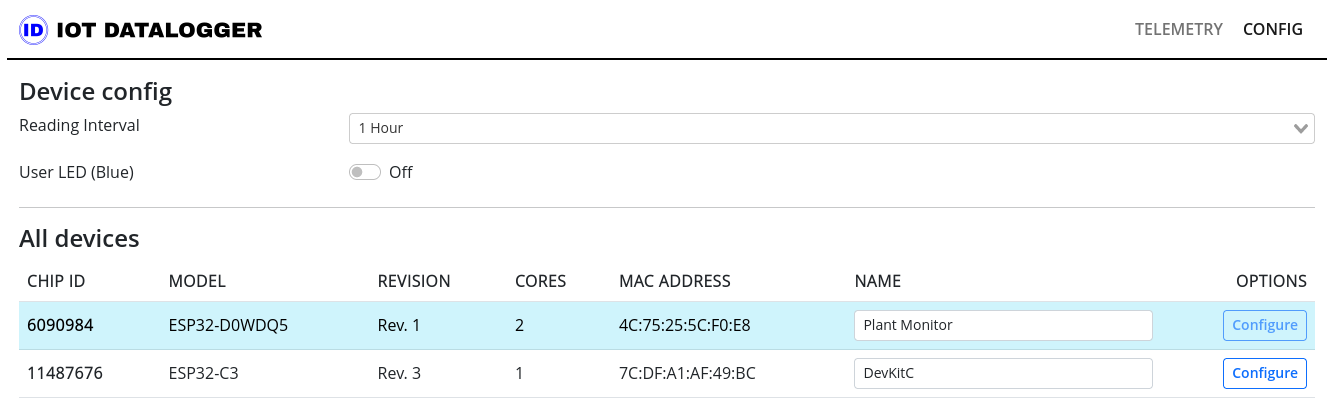 ID IOT DATALOGGER TELEMETRY CONFIG
Device config
Reading Interval 1 Hour
User LED (Blue) Off
All devices
CHIP ID MODEL REVISION CORES MAC ADDRESS NAME OPTIONS
6090984 ESP32-D0WDQ5 Rev. 1 2 4C:75:25:5C:F0:E8 Plant Monitor Configure
11487676 ESP32-C3 Rev. 3 1 7C:DF:A1:AF:49:BC DevKitC Configure